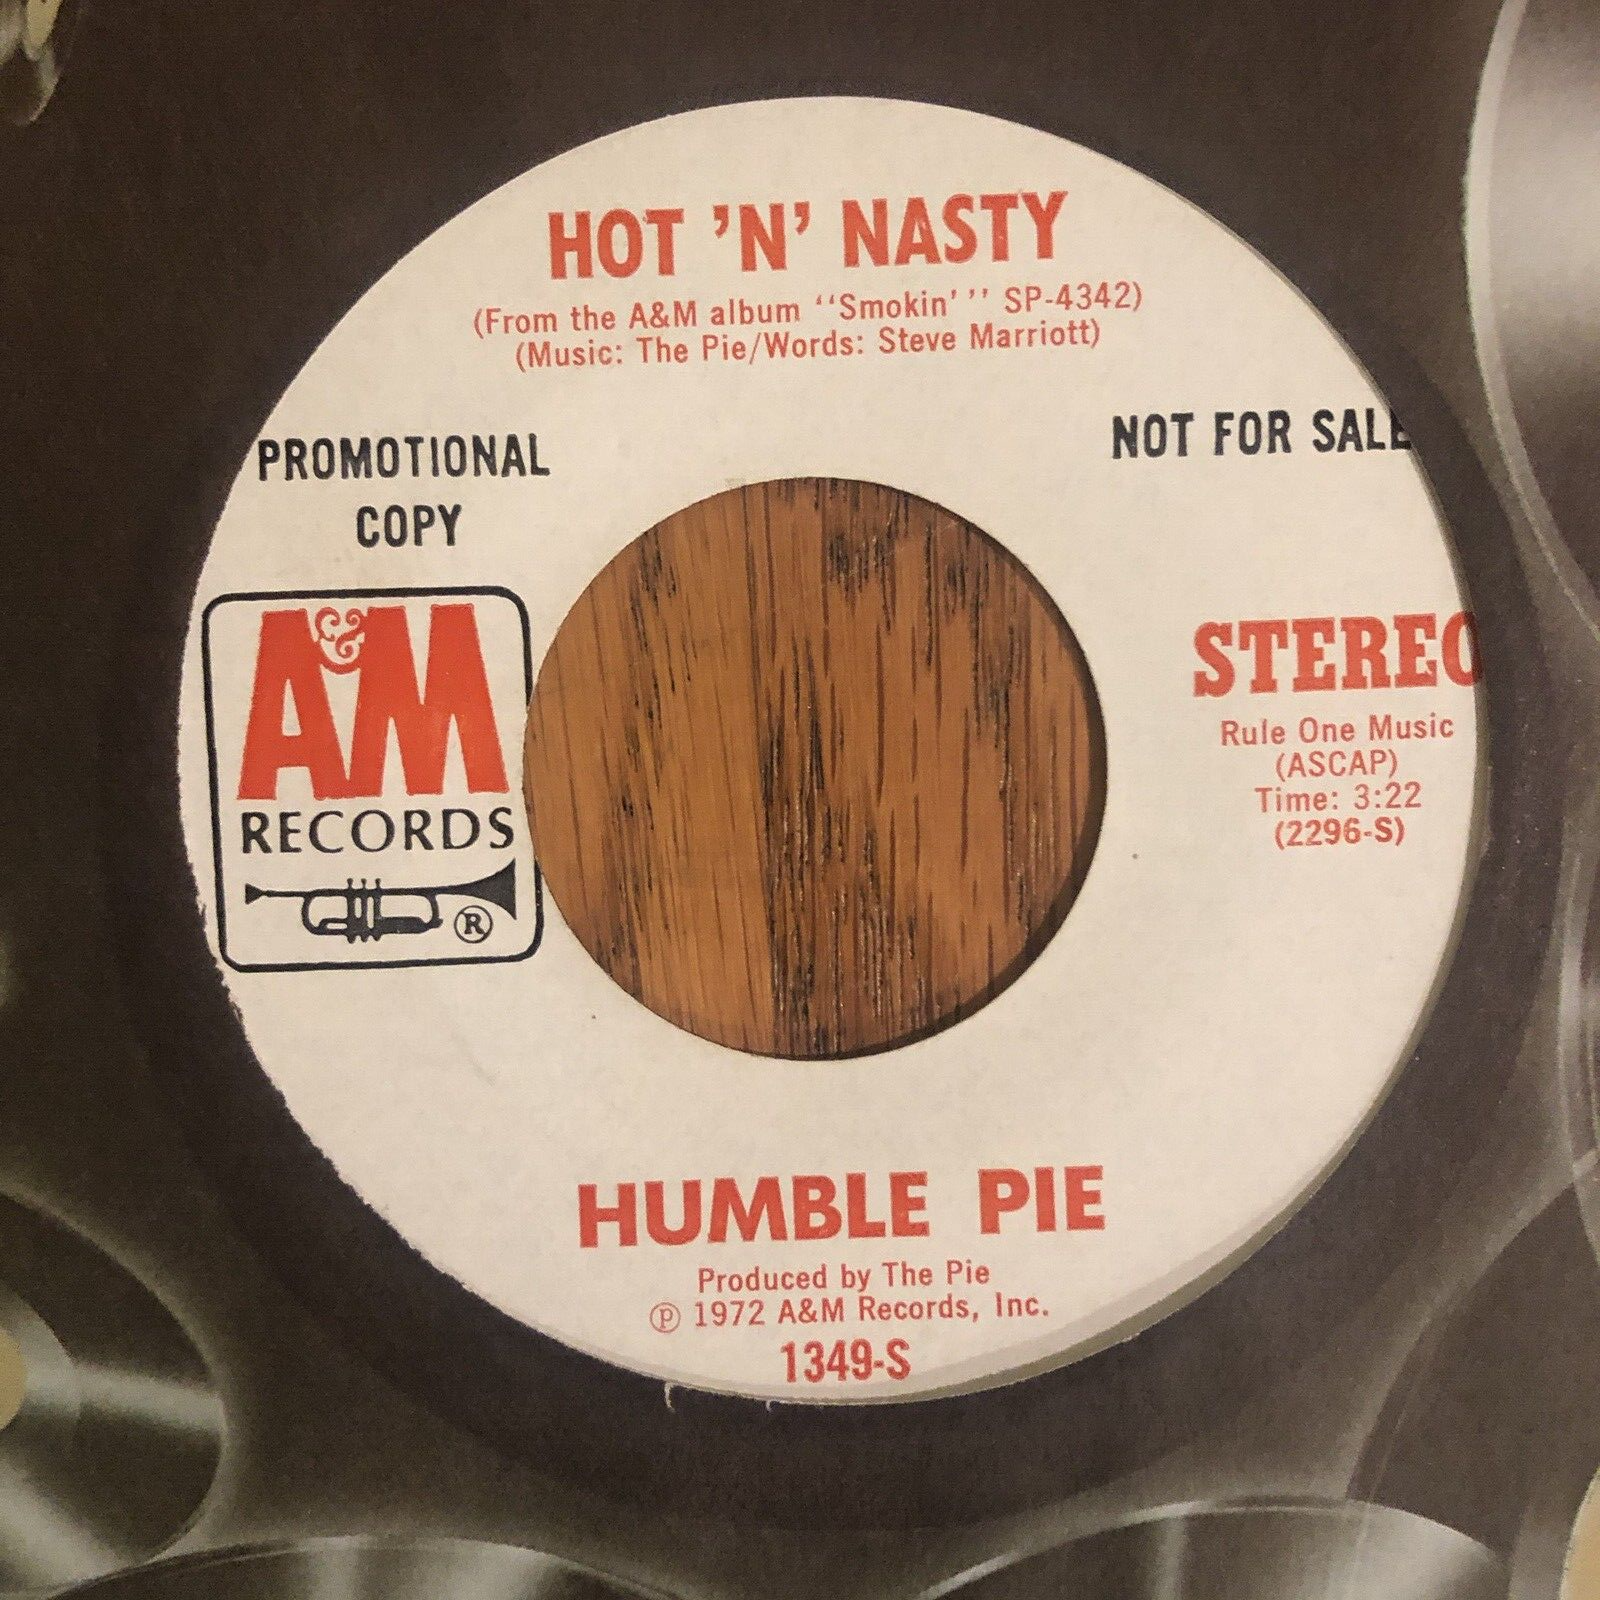 HOT 'N' NASTY
(From the A&M album ‘‘Smokin’’’ SP-4342)
(Music: The Pie/Words: Steve Marriott)
PROMOTIONAL
COPY
NOT FOR SALE
A&M
RECORDS
®
STEREO
Rule One Music
(ASCAP)
Time: 3:22
(2296-S)
HUMBLE PIE
Produced by The Pie
℗ 1972 A&M Records, Inc.
1349-S